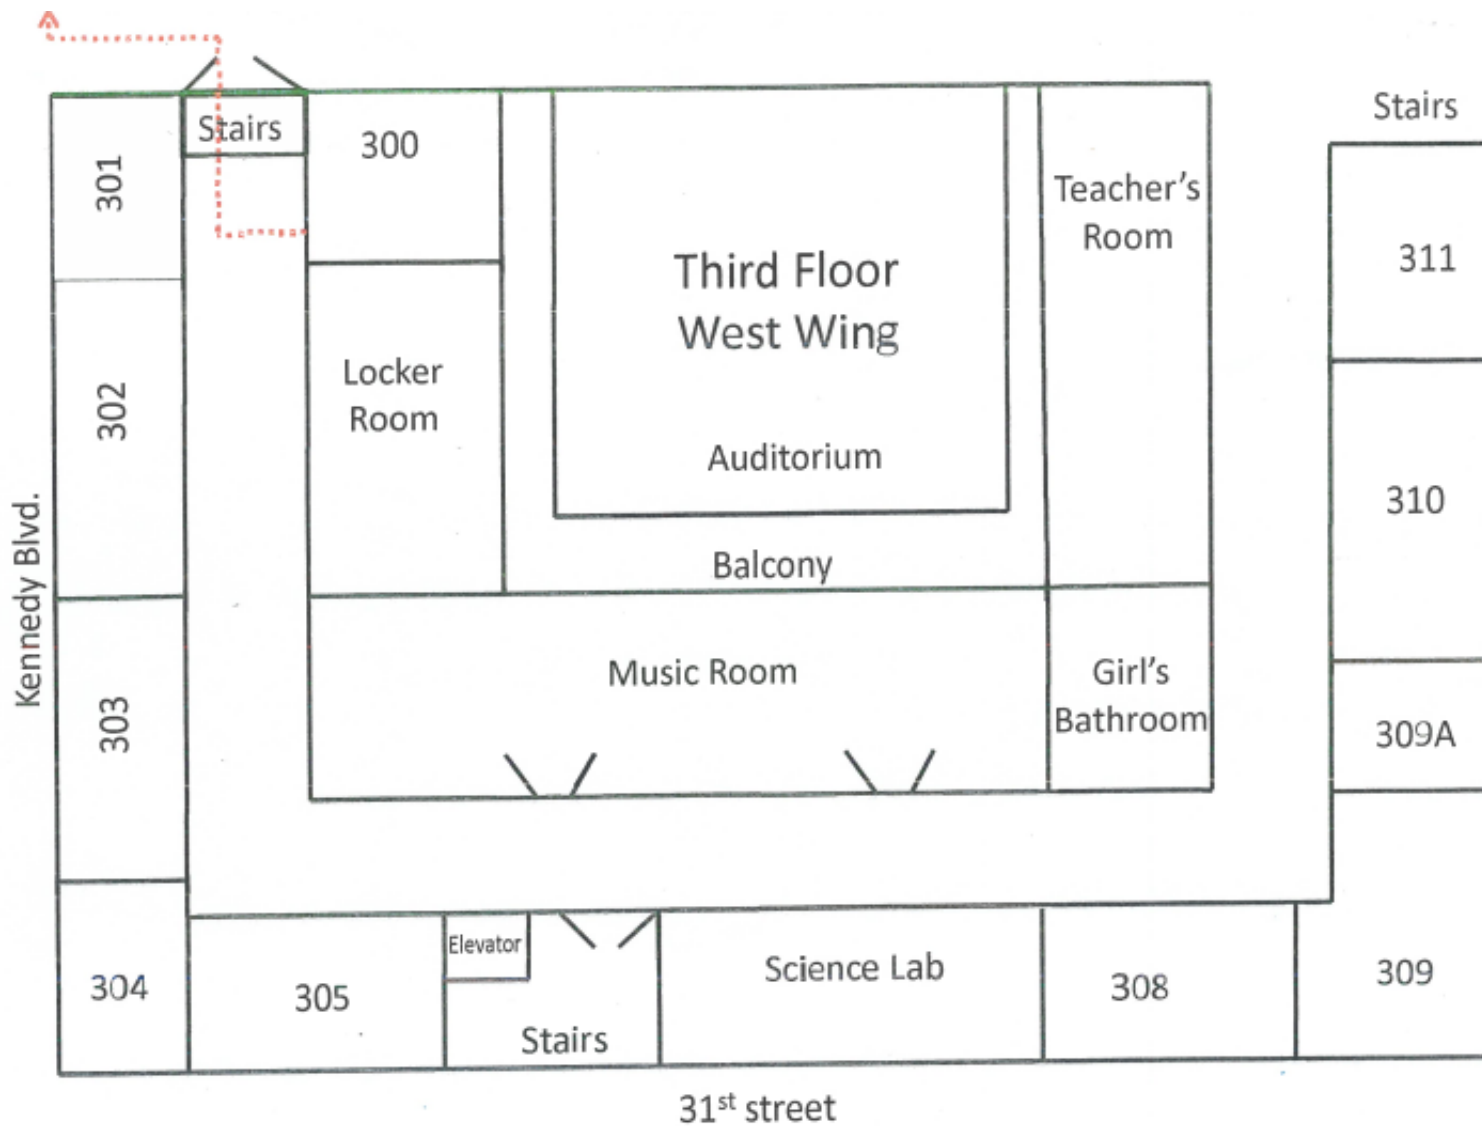 Stairs
301
Stairs
300
Teacher's
Room
311
Third Floor
West Wing
302
Locker
Room
Auditorium
310
Kennedy Blvd.
Balcony
303
Music Room
Girl's
Bathroom
309A
Elevator
304
305
Stairs
Science Lab
308
309
31st street